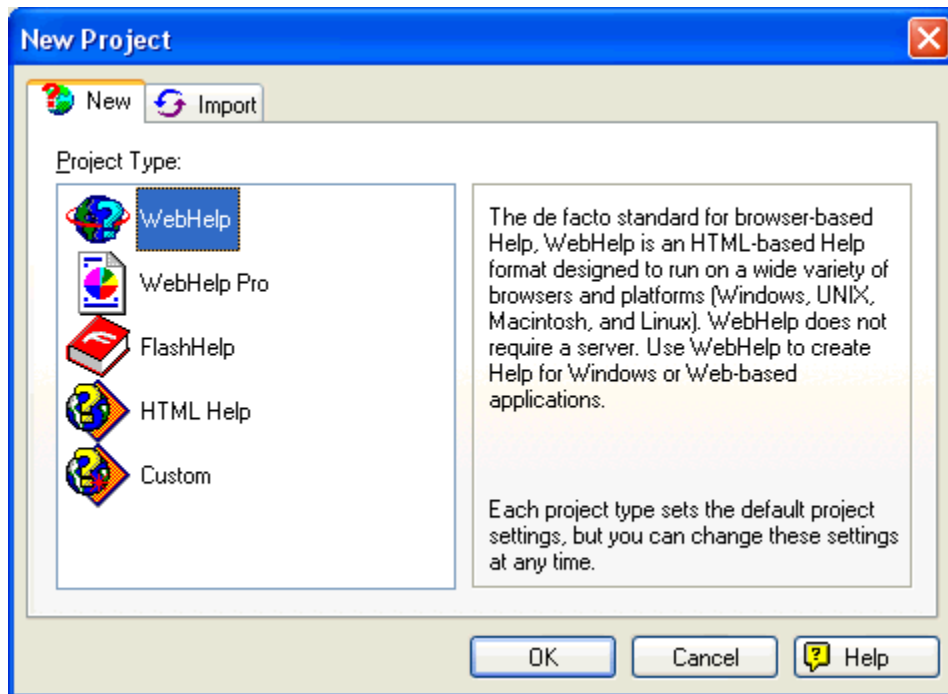 New Project
New
Import
Project Type:
WebHelp
WebHelp Pro
FlashHelp
HTML Help
Custom
The de facto standard for browser-based
Help, WebHelp is an HTML-based Help
format designed to run on a wide variety of
browsers and platforms (Windows, UNIX,
Macintosh, and Linux). WebHelp does not
require a server. Use WebHelp to create
Help for Windows or Web-based
applications.
Each project type sets the default project
settings, but you can change these settings
at any time.
OK
Cancel
Help